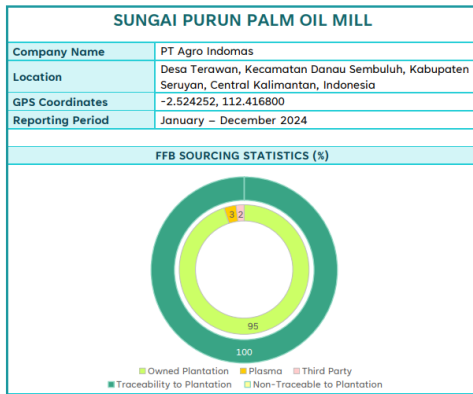 SUNGAI PURUN PALM OIL MILL
Company Name PT Agro Indomas
Location Desa Terawan, Kecamatan Danau Sembuluh, Kabupaten
Seruyan, Central Kalimantan, Indonesia
GPS Coordinates -2.524252, 112.416800
Reporting Period January – December 2024
FFB SOURCING STATISTICS (%)
3 2
95
100
Owned Plantation Plasma Third Party
Traceability to Plantation Non-Traceable to Plantation